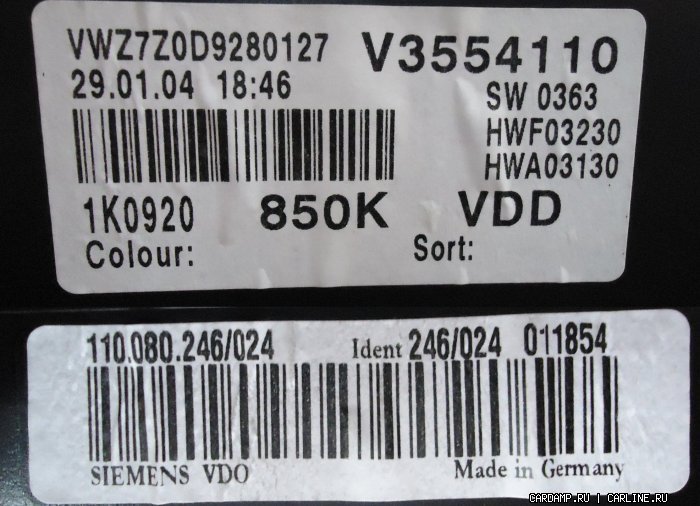 VWZ7Z0D9280127 V3554110
29.01.04 18:46 SW 0363
HWF03230
HWA03130
1K0920 850K VDD
Colour: Sort:
110.080.246/024 Ident 246/024 011854
SIEMENS VDO Made in Germany
CARDAMP.RU | CARLINE.RU